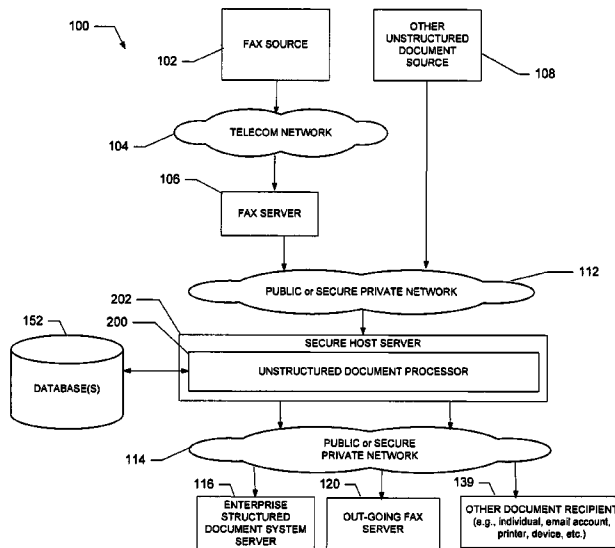 100
FAX SOURCE
102
OTHER
UNSTRUCTURED
DOCUMENT
SOURCE
108
TELECOM NETWORK
104
106
FAX SERVER
112
PUBLIC or SECURE PRIVATE NETWORK
202
152
200
SECURE HOST SERVER
UNSTRUCTURED DOCUMENT PROCESSOR
DATABASE(S)
PUBLIC or SECURE
PRIVATE NETWORK
114
116
120
139
ENTERPRISE
STRUCTURED
DOCUMENT SYSTEM
SERVER
OUT-GOING FAX
SERVER
OTHER DOCUMENT RECIPIENT
(e.g., individual, email account,
printer, device, etc.)